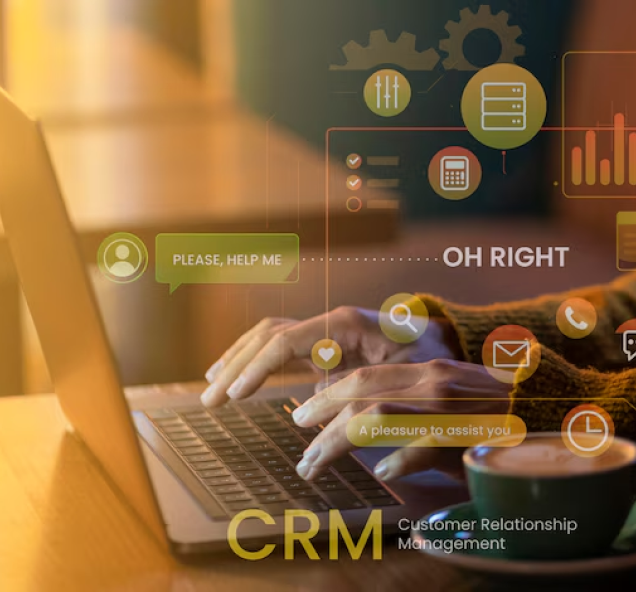 PLEASE, HELP ME
OH RIGHT
A pleasure to assist you
CRM
Customer Relationship
Management